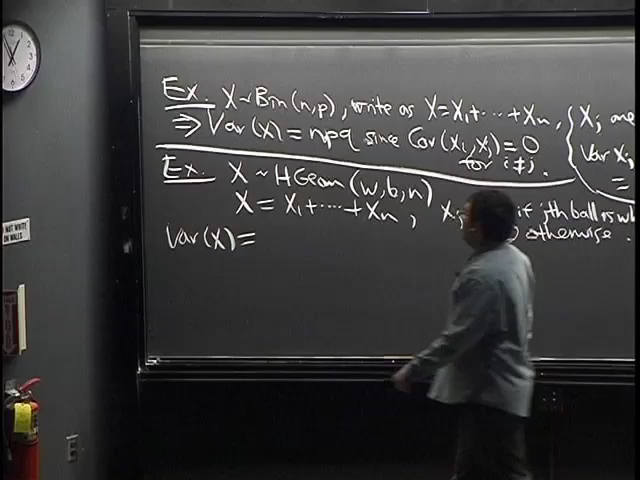 Ex. X ~ Bin(n,p), write as X = X₁+⋯+Xₙ, { Xⱼ are
⇒ Var(X) = npq since Cov(Xᵢ,Xⱼ) = 0 Var Xⱼ
for i≠j. =
Ex. X ~ HGeom(w,b,n)
X = X₁+⋯+Xₙ, Xⱼ if jth ball is wh
otherwise.
Var(X) =
NOT WRITE
ON WALLS